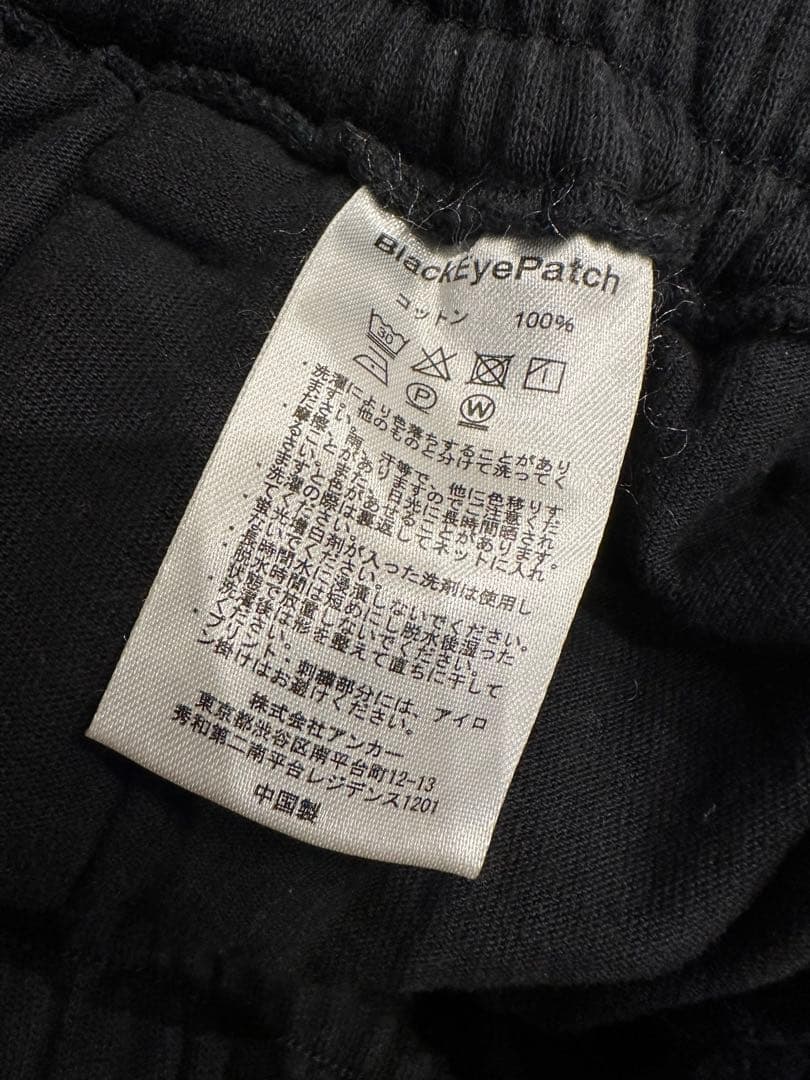 BlackEyePatch
コットン 100%
30
P W
・洗濯により色落ちすることがあり
ます。他のものと分けて洗ってく
ださい。
・摩擦、雨、汗等で、他に色移りす
ることがありますのでご注意くだ
さい。また、日光に長時間晒され
ますと色があせることがあります。
・洗濯の際は裏返してネットに入れ
てください。
・蛍光増白剤が入った洗剤は使用し
ないでください。
・長時間水に浸漬しないでください。
・脱水時間は短めにし脱水後湿った
状態で放置しないでください。
・洗濯後は形を整えて直ちに干して
ください。
・プリント・刺繍部分には、アイロ
ン掛けはお避けください。
株式会社アンカー
東京都渋谷区南平台町12-13
秀和第二南平台レジデンス1201
中国製